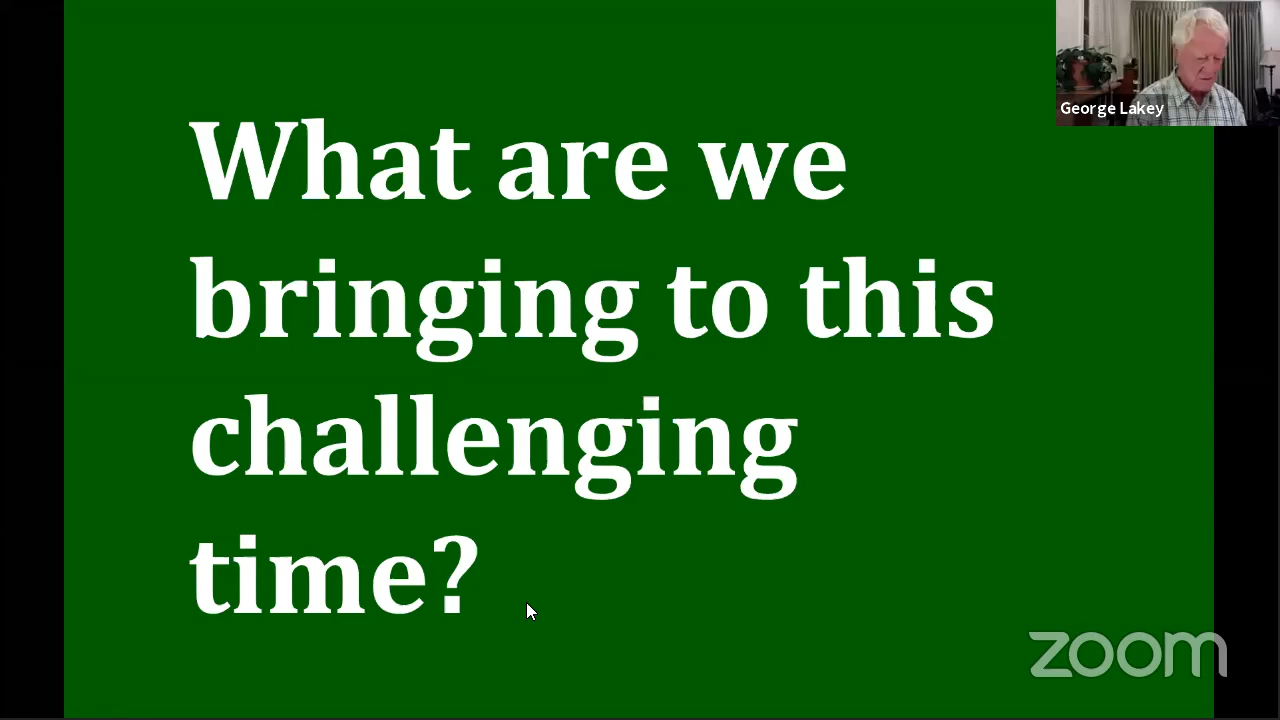 What are we
bringing to this
challenging
time?
George Lakey
zoom